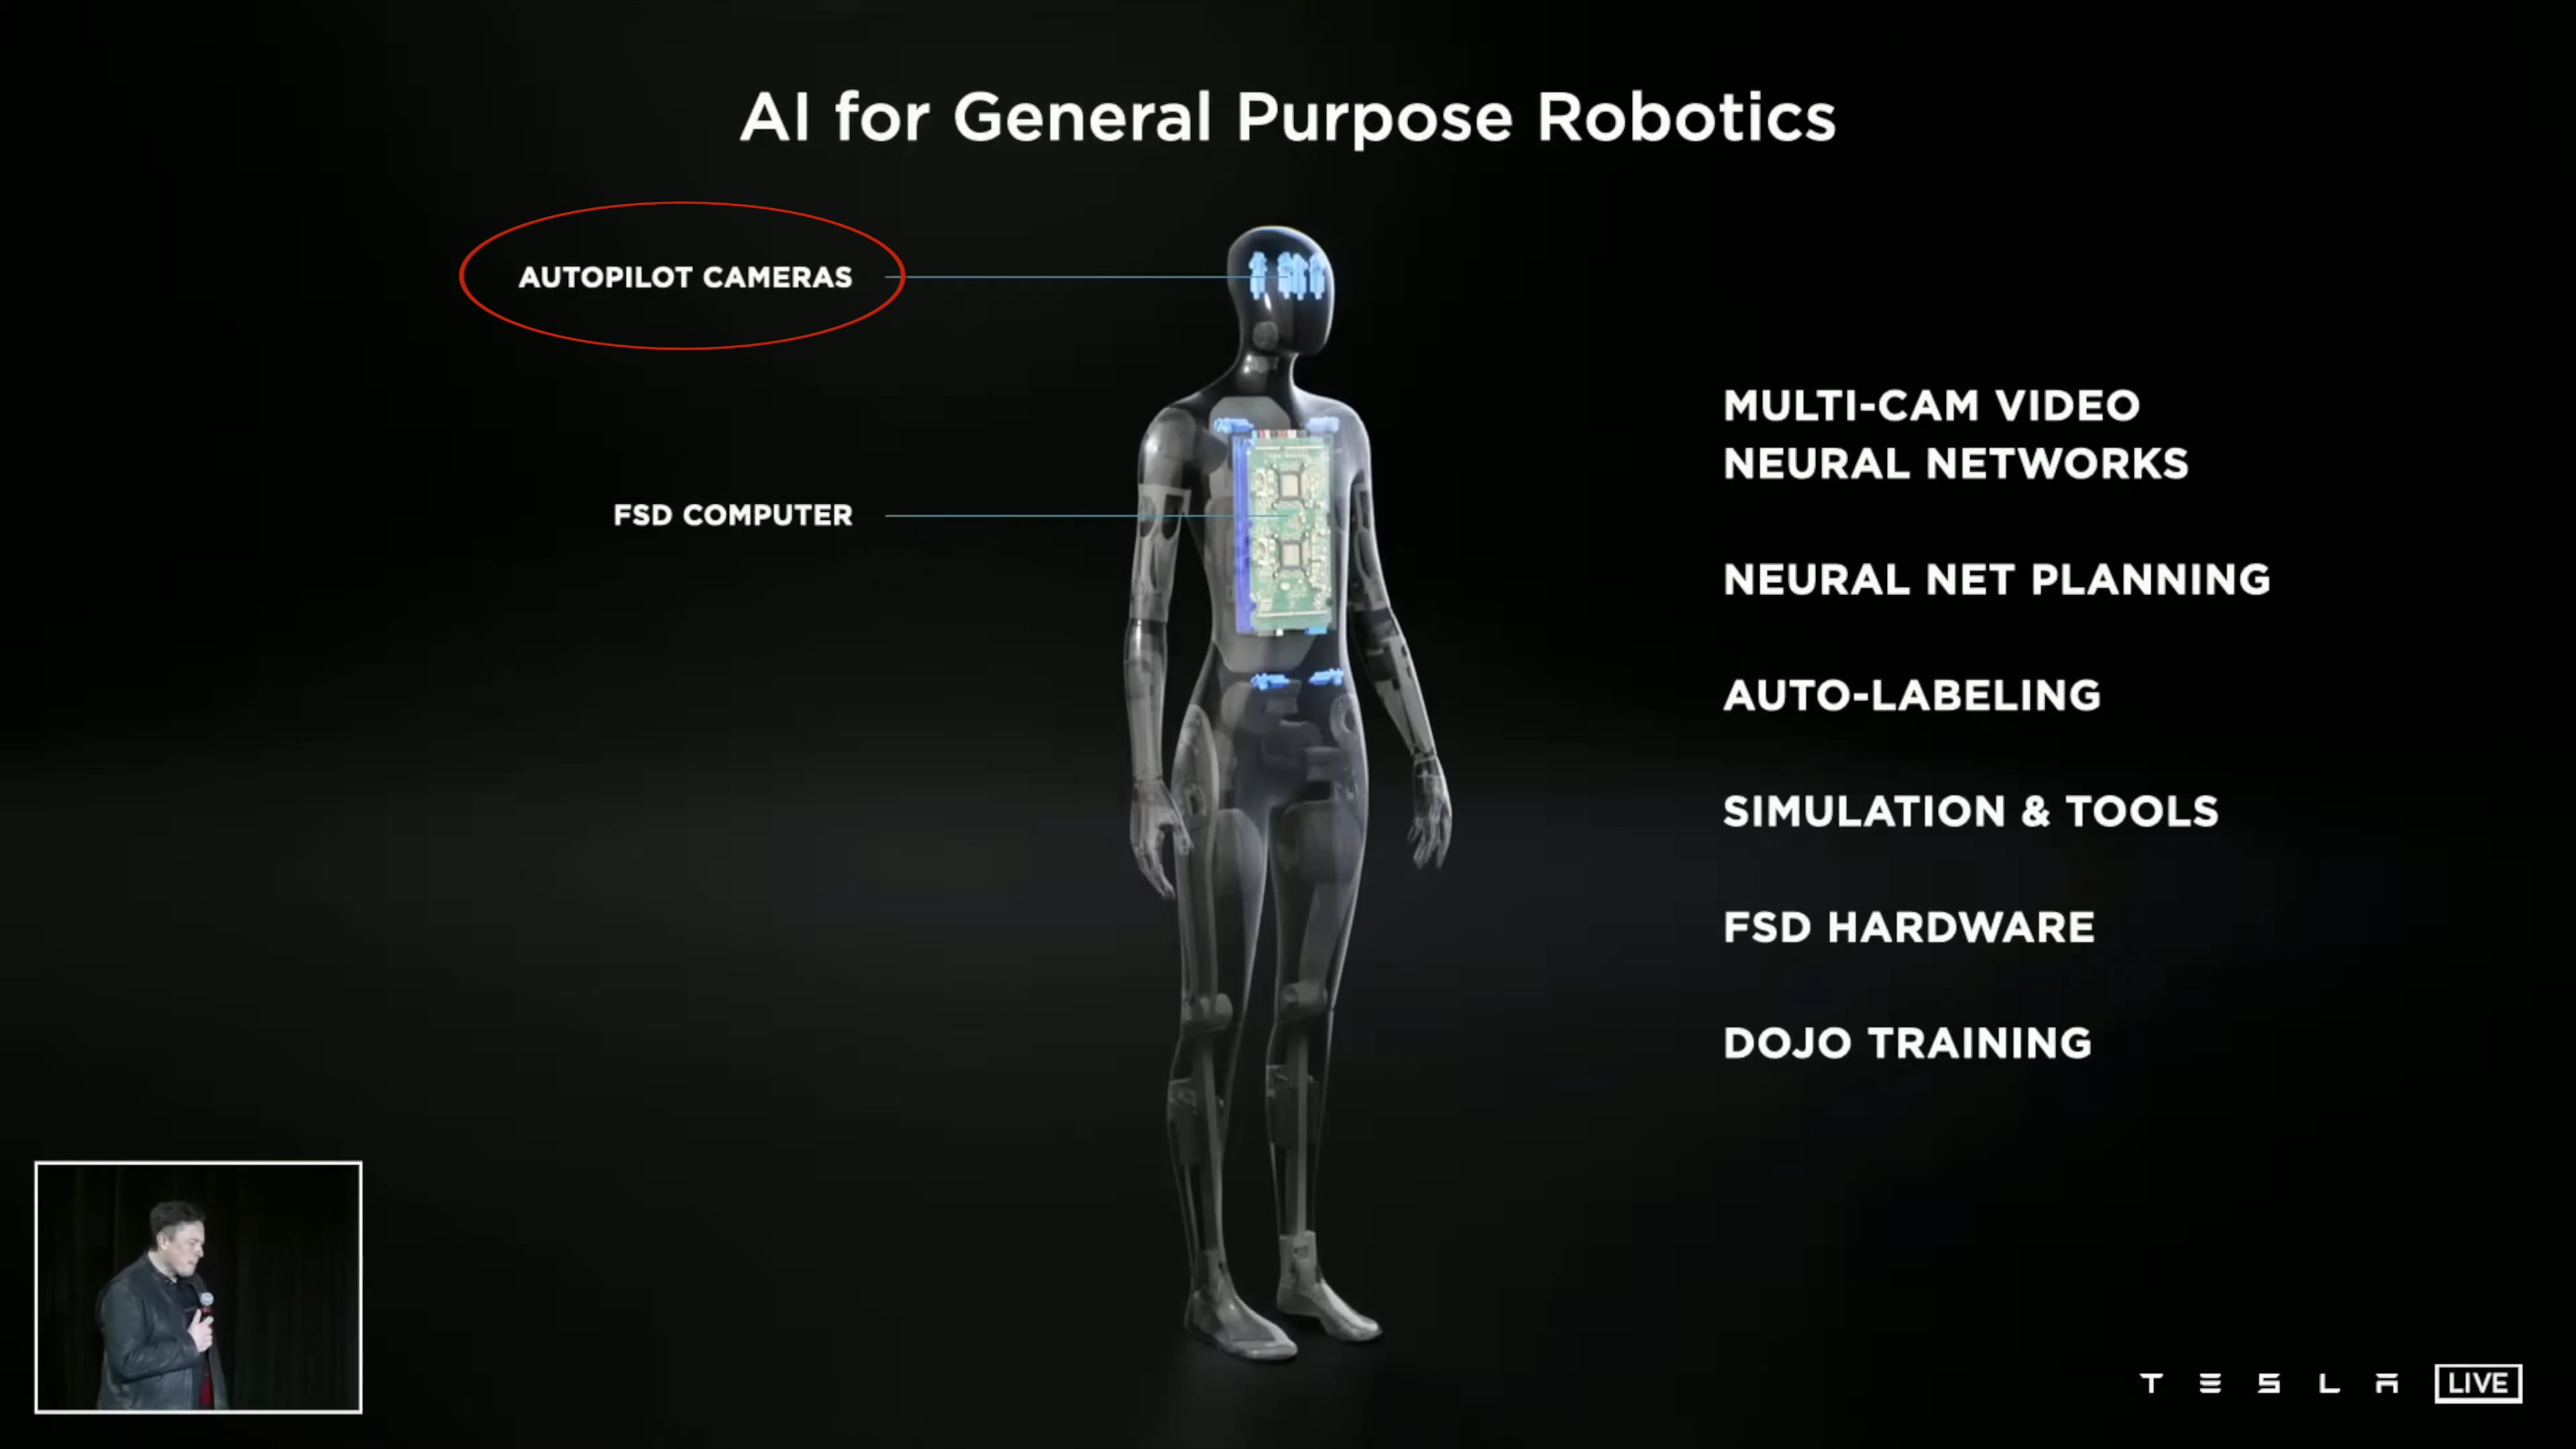 AI for General Purpose Robotics
AUTOPILOT CAMERAS
FSD COMPUTER
MULTI-CAM VIDEO
NEURAL NETWORKS
NEURAL NET PLANNING
AUTO-LABELING
SIMULATION & TOOLS
FSD HARDWARE
DOJO TRAINING
TESLA LIVE